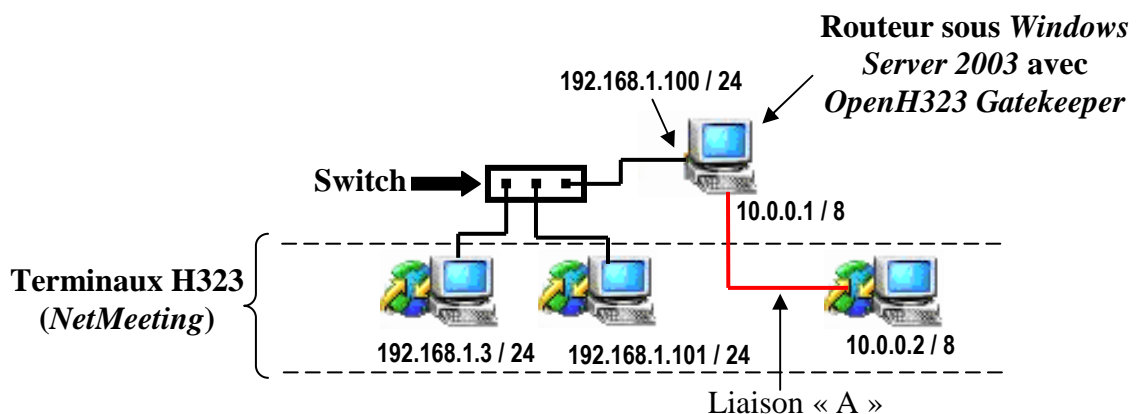 Routeur sous Windows
Server 2003 avec
OpenH323 Gatekeeper
192.168.1.100 / 24
Switch
10.0.0.1 / 8
Terminaux H323
(NetMeeting)
192.168.1.3 / 24
192.168.1.101 / 24
10.0.0.2 / 8
Liaison « A »